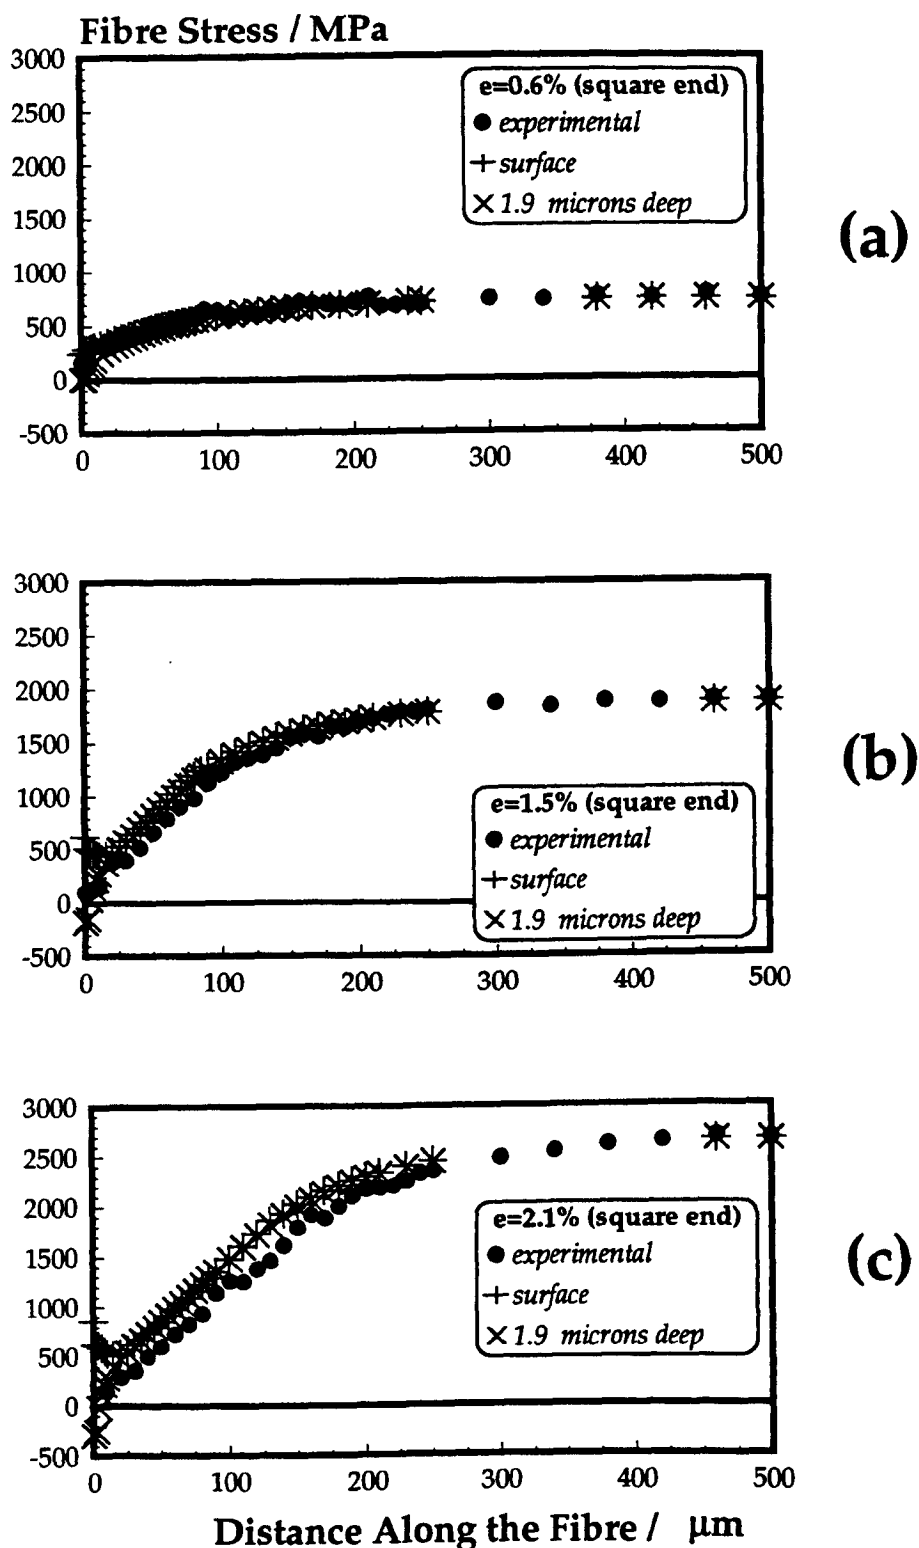 Fibre Stress / MPa
3000
2500
2000
1500
1000
500
0
-500
e=0.6% (square end)
experimental
surface
1.9 microns deep
(a)
0 100 200 300 400 500
3000
2500
2000
1500
1000
500
0
-500
e=1.5% (square end)
experimental
surface
1.9 microns deep
(b)
0 100 200 300 400 500
3000
2500
2000
1500
1000
500
0
-500
e=2.1% (square end)
experimental
surface
1.9 microns deep
(c)
0 100 200 300 400 500
Distance Along the Fibre / μm